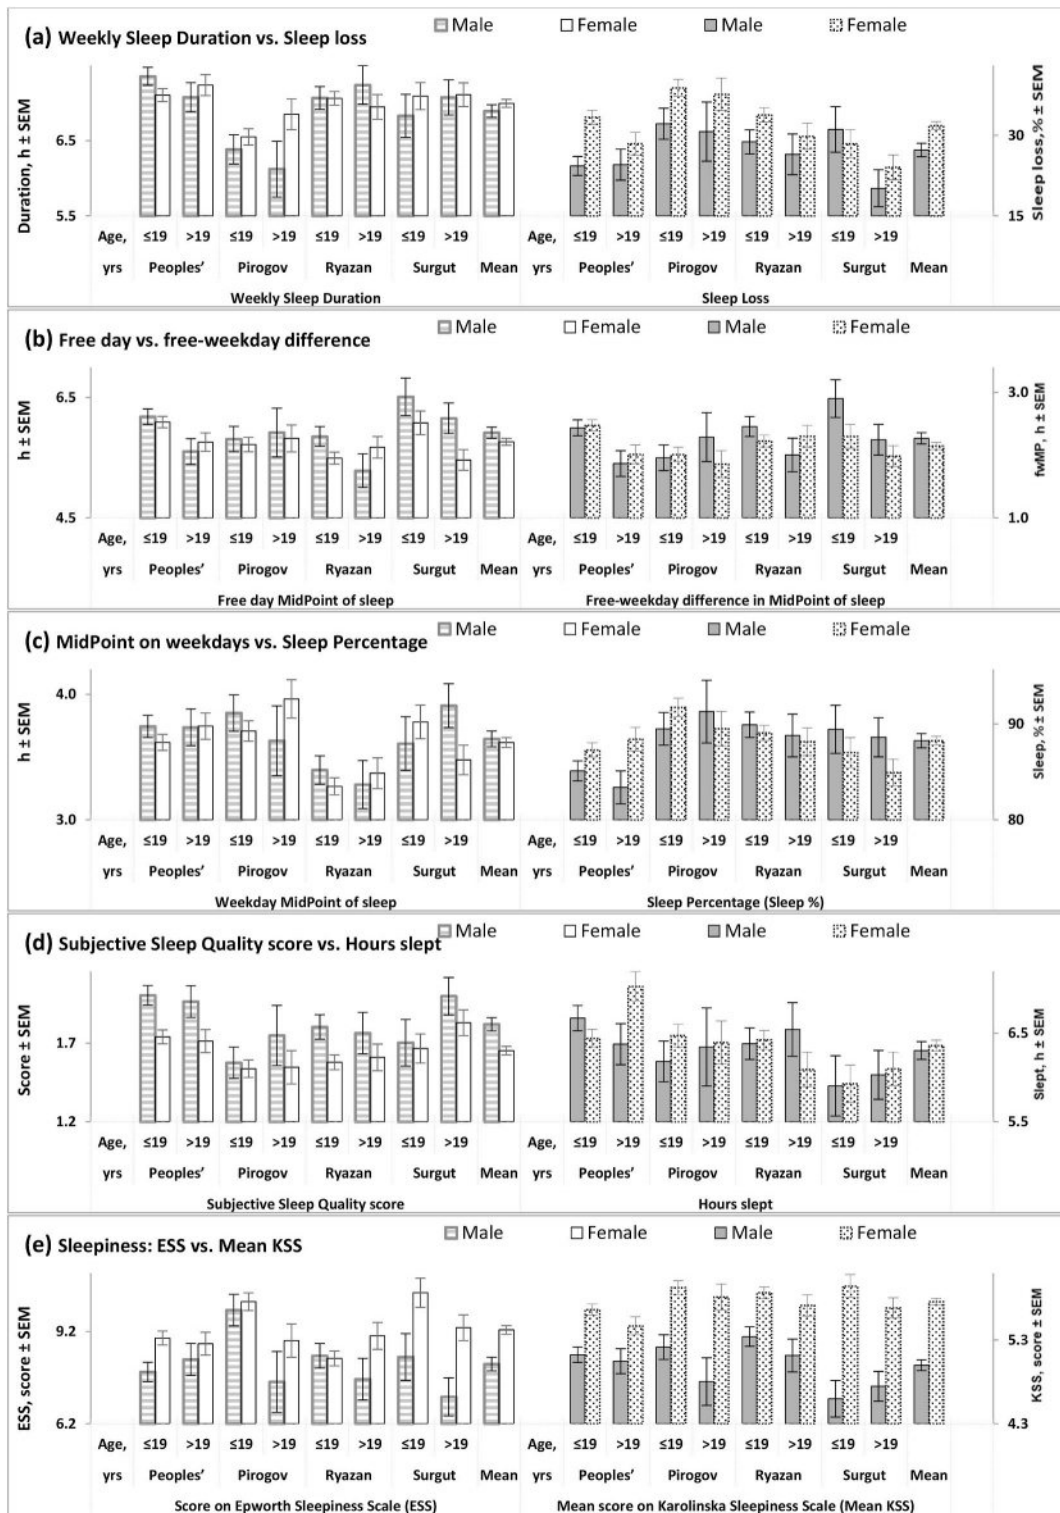 (a) Weekly Sleep Duration vs. Sleep loss
Male Female Male Female
Duration, h ± SEM
6.5
5.5
30
15
Sleep loss,% ± SEM
Age, ≤19 >19 ≤19 >19 ≤19 >19 ≤19 >19 Age, ≤19 >19 ≤19 >19 ≤19 >19 ≤19 >19
yrs Peoples’ Pirogov Ryazan Surgut Mean yrs Peoples’ Pirogov Ryazan Surgut Mean
Weekly Sleep Duration Sleep Loss
(b) Free day vs. free-weekday difference
Male Female Male Female
h ± SEM
6.5
4.5
3.0
1.0
fwMP, h ± SEM
Age, ≤19 >19 ≤19 >19 ≤19 >19 ≤19 >19 Age, ≤19 >19 ≤19 >19 ≤19 >19 ≤19 >19
yrs Peoples’ Pirogov Ryazan Surgut Mean yrs Peoples’ Pirogov Ryazan Surgut Mean
Free day MidPoint of sleep Free-weekday difference in MidPoint of sleep
(c) MidPoint on weekdays vs. Sleep Percentage
Male Female Male Female
h ± SEM
4.0
3.0
90
80
Sleep, % ± SEM
Age, ≤19 >19 ≤19 >19 ≤19 >19 ≤19 >19 Age, ≤19 >19 ≤19 >19 ≤19 >19 ≤19 >19
yrs Peoples’ Pirogov Ryazan Surgut Mean yrs Peoples’ Pirogov Ryazan Surgut Mean
Weekday MidPoint of sleep Sleep Percentage (Sleep %)
(d) Subjective Sleep Quality score vs. Hours slept
Male Female Male Female
Score ± SEM
1.7
1.2
6.5
5.5
Slept, h ± SEM
Age, ≤19 >19 ≤19 >19 ≤19 >19 ≤19 >19 Age, ≤19 >19 ≤19 >19 ≤19 >19 ≤19 >19
yrs Peoples’ Pirogov Ryazan Surgut Mean yrs Peoples’ Pirogov Ryazan Surgut Mean
Subjective Sleep Quality score Hours slept
(e) Sleepiness: ESS vs. Mean KSS
Male Female Male Female
ESS, score ± SEM
9.2
6.2
5.3
4.3
KSS, score ± SEM
Age, ≤19 >19 ≤19 >19 ≤19 >19 ≤19 >19 Age, ≤19 >19 ≤19 >19 ≤19 >19 ≤19 >19
yrs Peoples’ Pirogov Ryazan Surgut Mean yrs Peoples’ Pirogov Ryazan Surgut Mean
Score on Epworth Sleepiness Scale (ESS) Mean score on Karolinska Sleepiness Scale (Mean KSS)